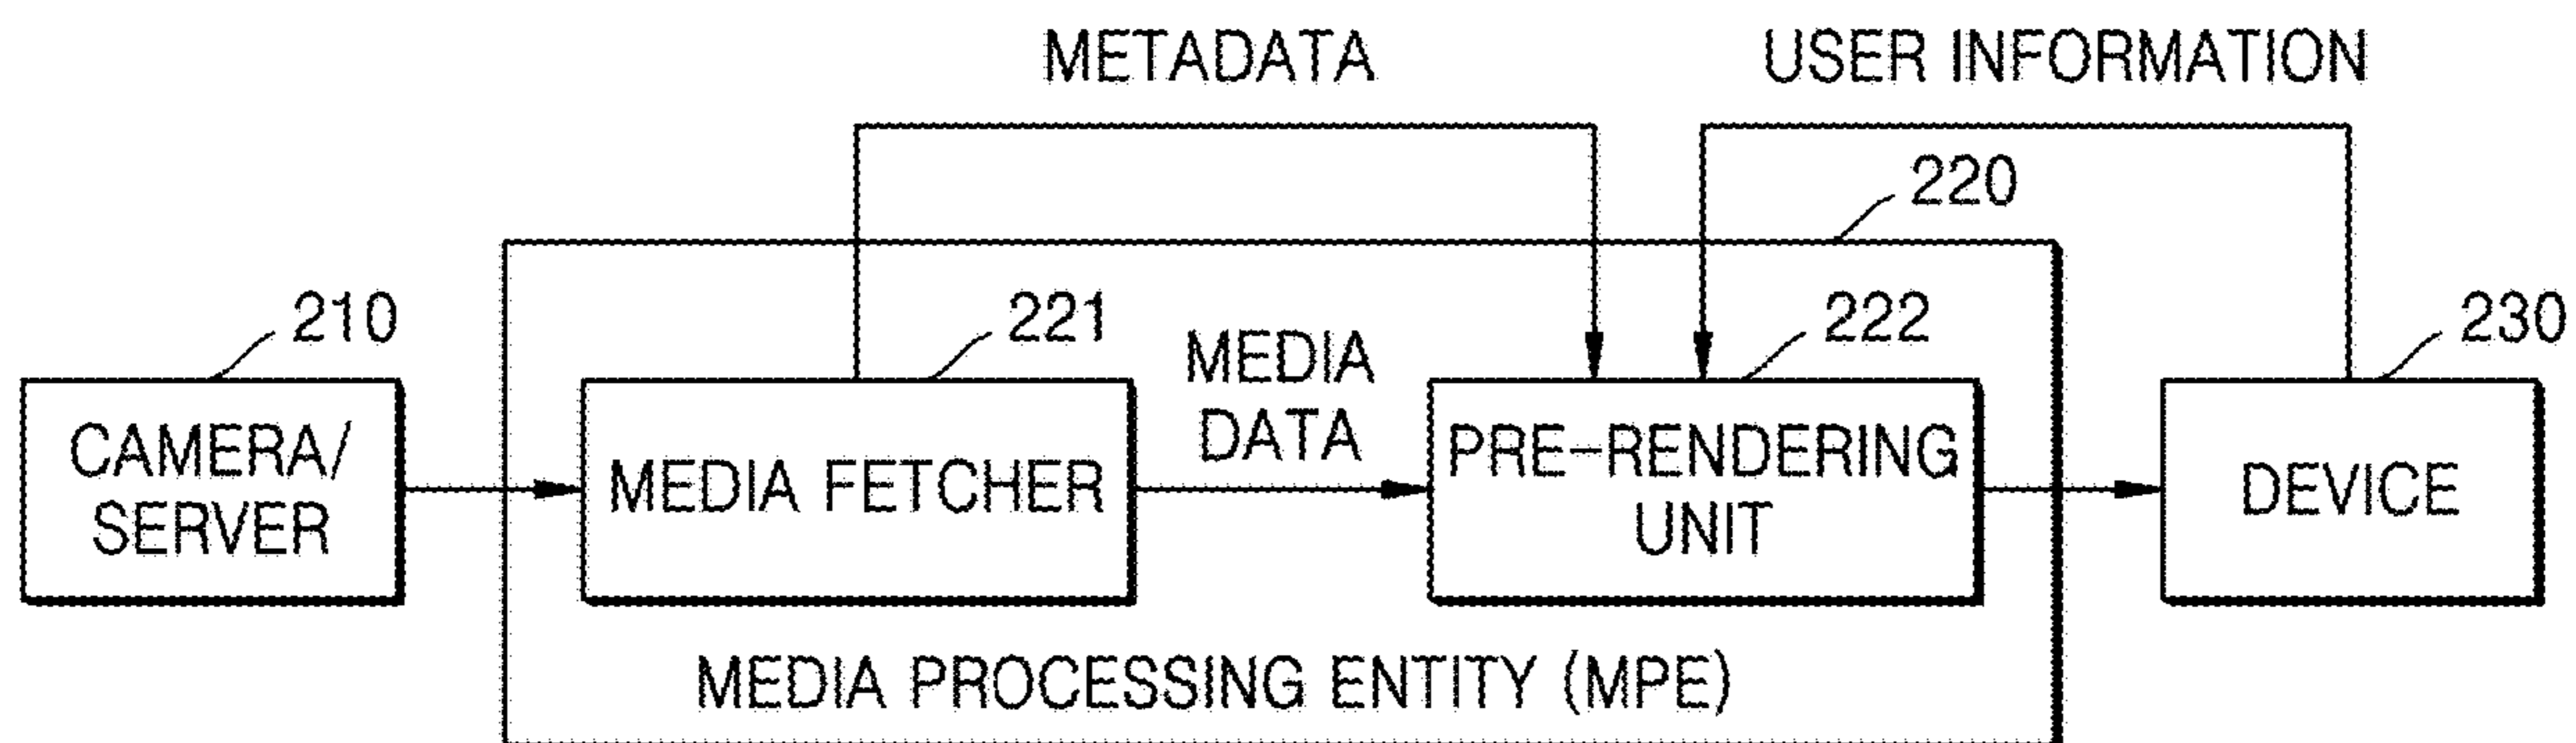 METADATA
USER INFORMATION
220
210
221
222
230
MEDIA
DATA
CAMERA/
SERVER
MEDIA FETCHER
PRE-RENDERING
UNIT
DEVICE
MEDIA PROCESSING ENTITY (MPE)